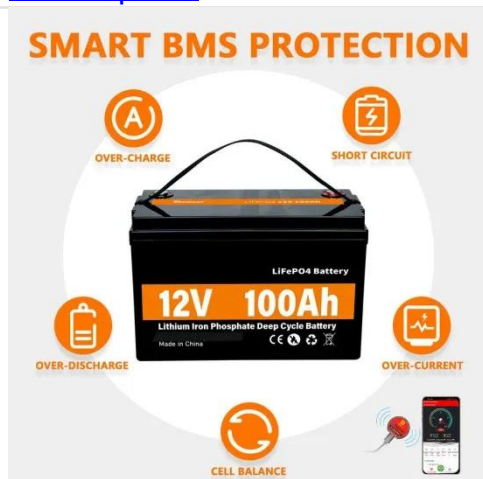 SMART BMS PROTECTION
OVER-CHARGE
SHORT CIRCUIT
LiFePO4 Battery
12V 100Ah
Lithium Iron Phosphate Deep Cycle Battery
Made in China
CE
OVER-DISCHARGE
OVER-CURRENT
CELL BALANCE